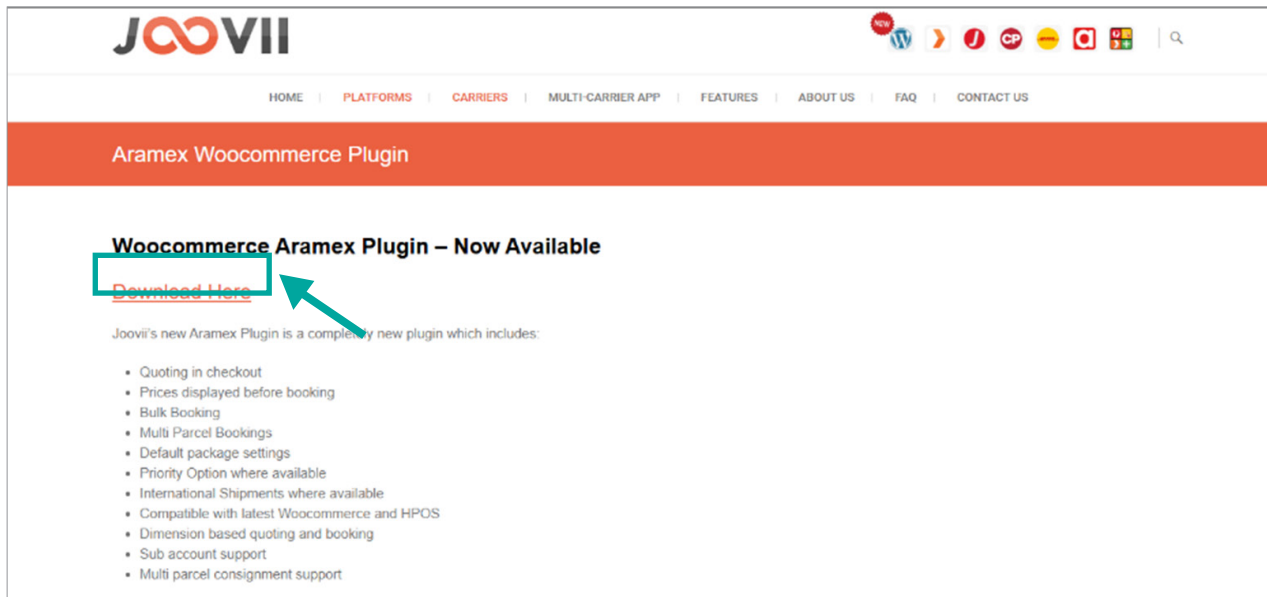 JOOVII
NEW
CP
HOME | PLATFORMS | CARRIERS | MULTI-CARRIER APP | FEATURES | ABOUT US | FAQ | CONTACT US
Aramex Woocommerce Plugin
Woocommerce Aramex Plugin – Now Available
Download Here
Joovii's new Aramex Plugin is a completely new plugin which includes:
Quoting in checkout
Prices displayed before booking
Bulk Booking
Multi Parcel Bookings
Default package settings
Priority Option where available
International Shipments where available
Compatible with latest Woocommerce and HPOS
Dimension based quoting and booking
Sub account support
Multi parcel consignment support